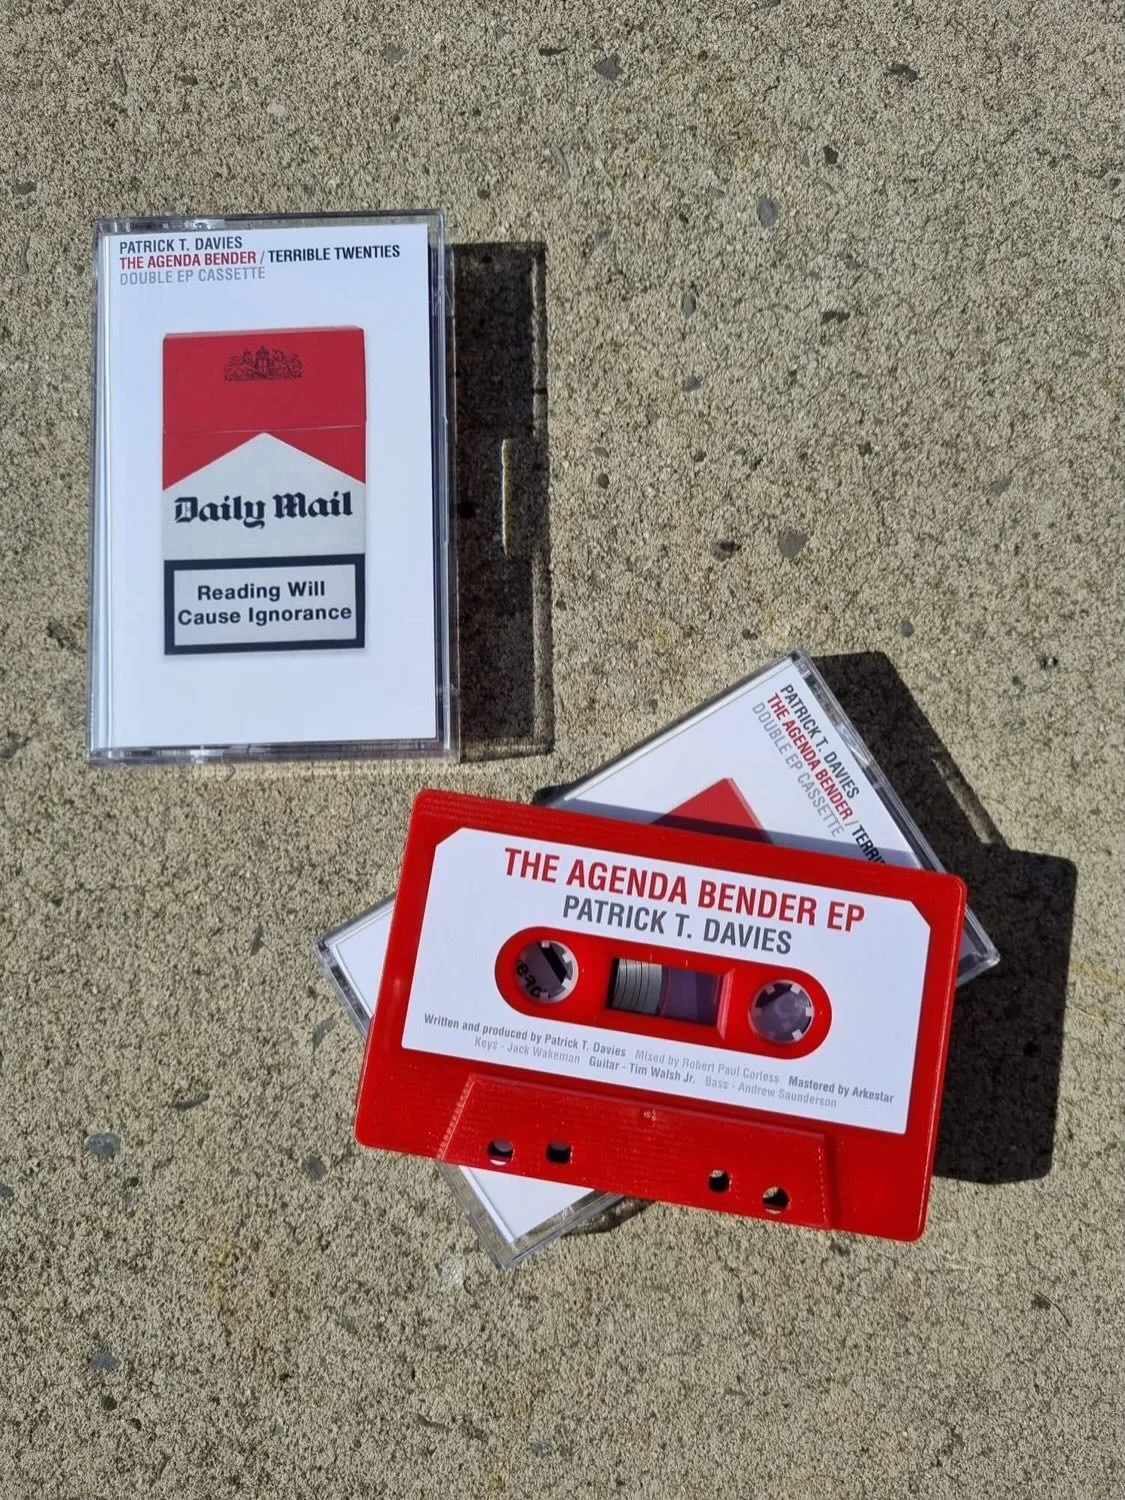 PATRICK T. DAVIES
THE AGENDA BENDER / TERRIBLE TWENTIES
DOUBLE EP CASSETTE
Daily Mail
Reading Will
Cause Ignorance
PATRICK T. DAVIES
THE AGENDA BENDER / TERRI
DOUBLE EP CASSETTE
THE AGENDA BENDER EP
PATRICK T. DAVIES
Written and produced by Patrick T. Davies Mixed by Robert Paul Corless Mastered by Arkestar
Keys - Jack Wakeman Guitar - Tim Walsh Jr. Bass - Andrew Saunderson